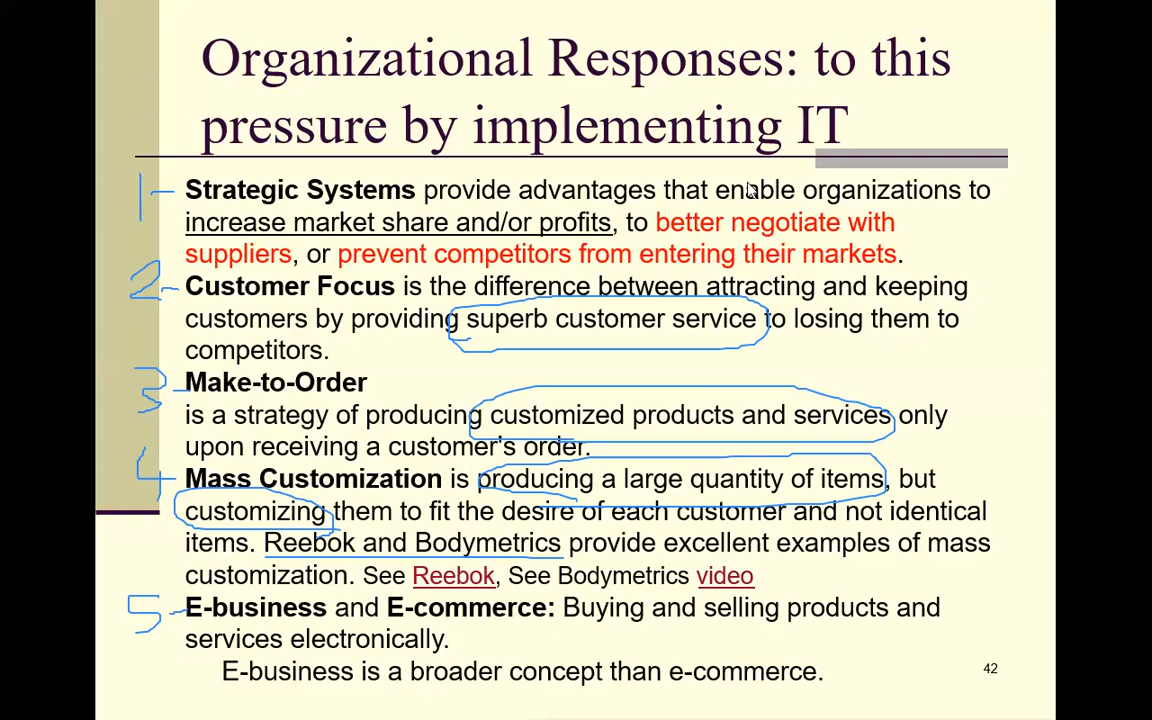 Organizational Responses: to this
pressure by implementing IT
1- Strategic Systems provide advantages that enable organizations to
increase market share and/or profits, to better negotiate with
suppliers, or prevent competitors from entering their markets.
2- Customer Focus is the difference between attracting and keeping
customers by providing superb customer service to losing them to
competitors.
3- Make-to-Order
is a strategy of producing customized products and services only
upon receiving a customer's order.
4- Mass Customization is producing a large quantity of items, but
customizing them to fit the desire of each customer and not identical
items. Reebok and Bodymetrics provide excellent examples of mass
customization. See Reebok, See Bodymetrics video
5- E-business and E-commerce: Buying and selling products and
services electronically.
E-business is a broader concept than e-commerce.
42